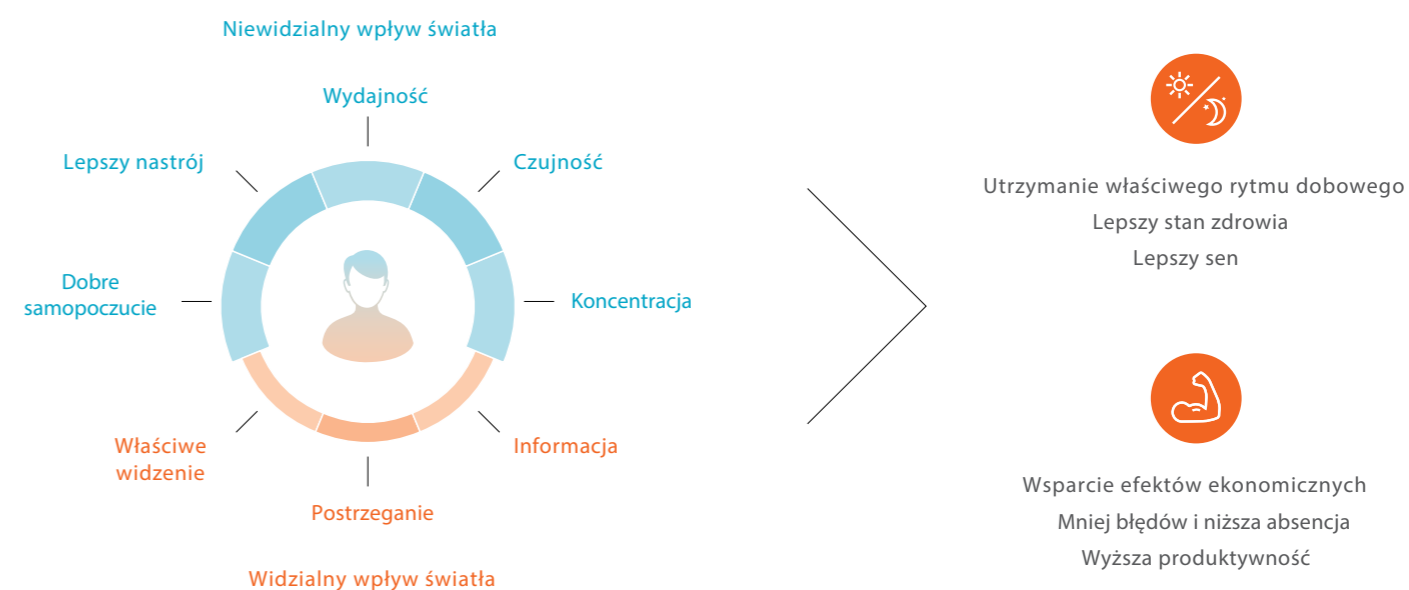 Niewidzialny wpływ światła
Wydajność
Lepszy nastrój
Czujność
Dobre
samopoczucie
Koncentracja
Właściwe
widzenie
Informacja
Postrzeganie
Widzialny wpływ światła
Utrzymanie właściwego rytmu dobowego
Lepszy stan zdrowia
Lepszy sen
Wsparcie efektów ekonomicznych
Mniej błędów i niższa absencja
Wyższa produktywność